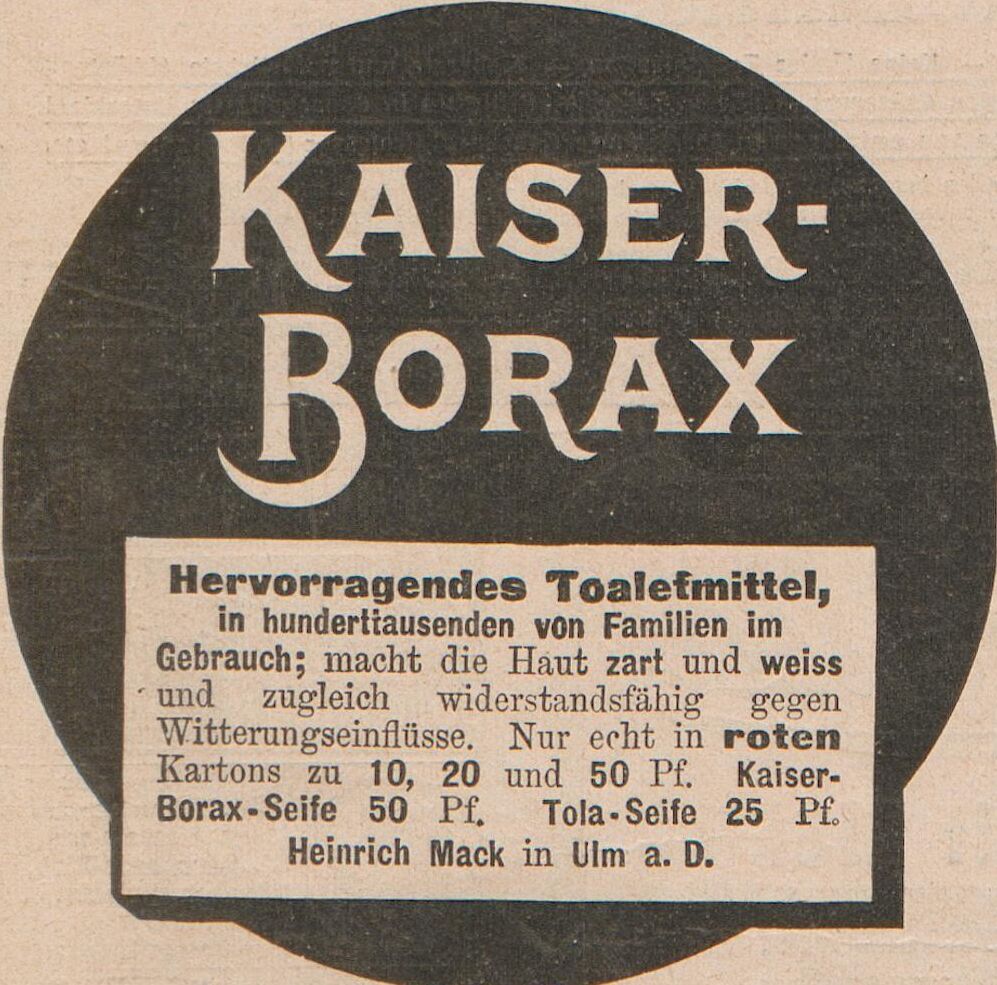 KAISER-
BORAX
Hervorragendes Toaletmittel,
in hunderttausenden von Familien im
Gebrauch; macht die Haut zart und weiss
und zugleich widerstandsfähig gegen
Witterungseinflüsse. Nur echt in roten
Kartons zu 10, 20 und 50 Pf. Kaiser-
Borax-Seife 50 Pf. Tola-Seife 25 Pf.
Heinrich Mack in Ulm a. D.